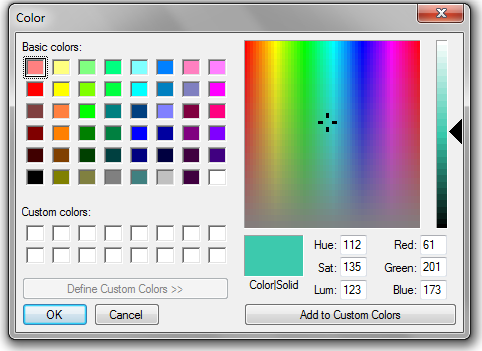 Color
Basic colors:
Custom colors:
Define Custom Colors >>
OK Cancel
Color|Solid
Hue: 112 Red: 61
Sat: 135 Green: 201
Lum: 123 Blue: 173
Add to Custom Colors